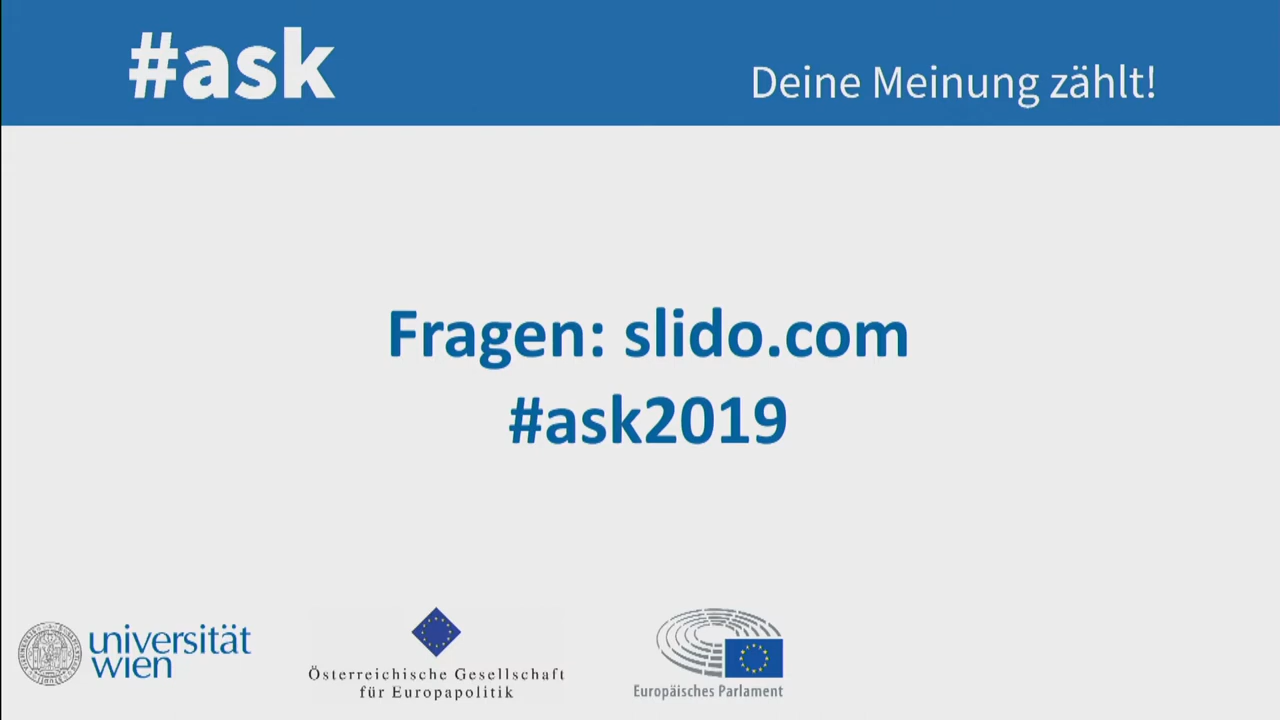 #ask
Deine Meinung zählt!
Fragen: slido.com
#ask2019
universität
wien
Österreichische Gesellschaft
für Europapolitik
Europäisches Parlament